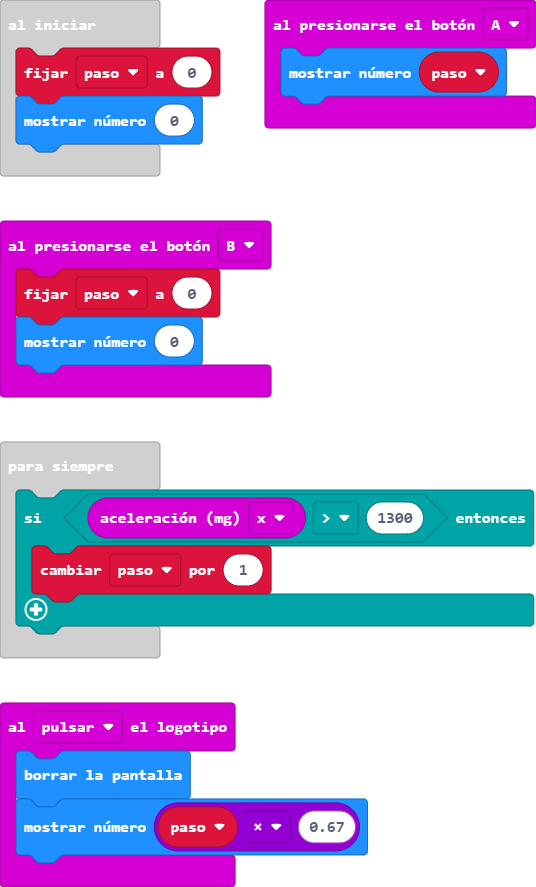 al iniciar
fijar paso a 0
mostrar número 0
al presionarse el botón A
mostrar número paso
al presionarse el botón B
fijar paso a 0
mostrar número 0
para siempre
si aceleración (mg) x > 1300 entonces
cambiar paso por 1
al pulsar el logotipo
borrar la pantalla
mostrar número paso × 0.67